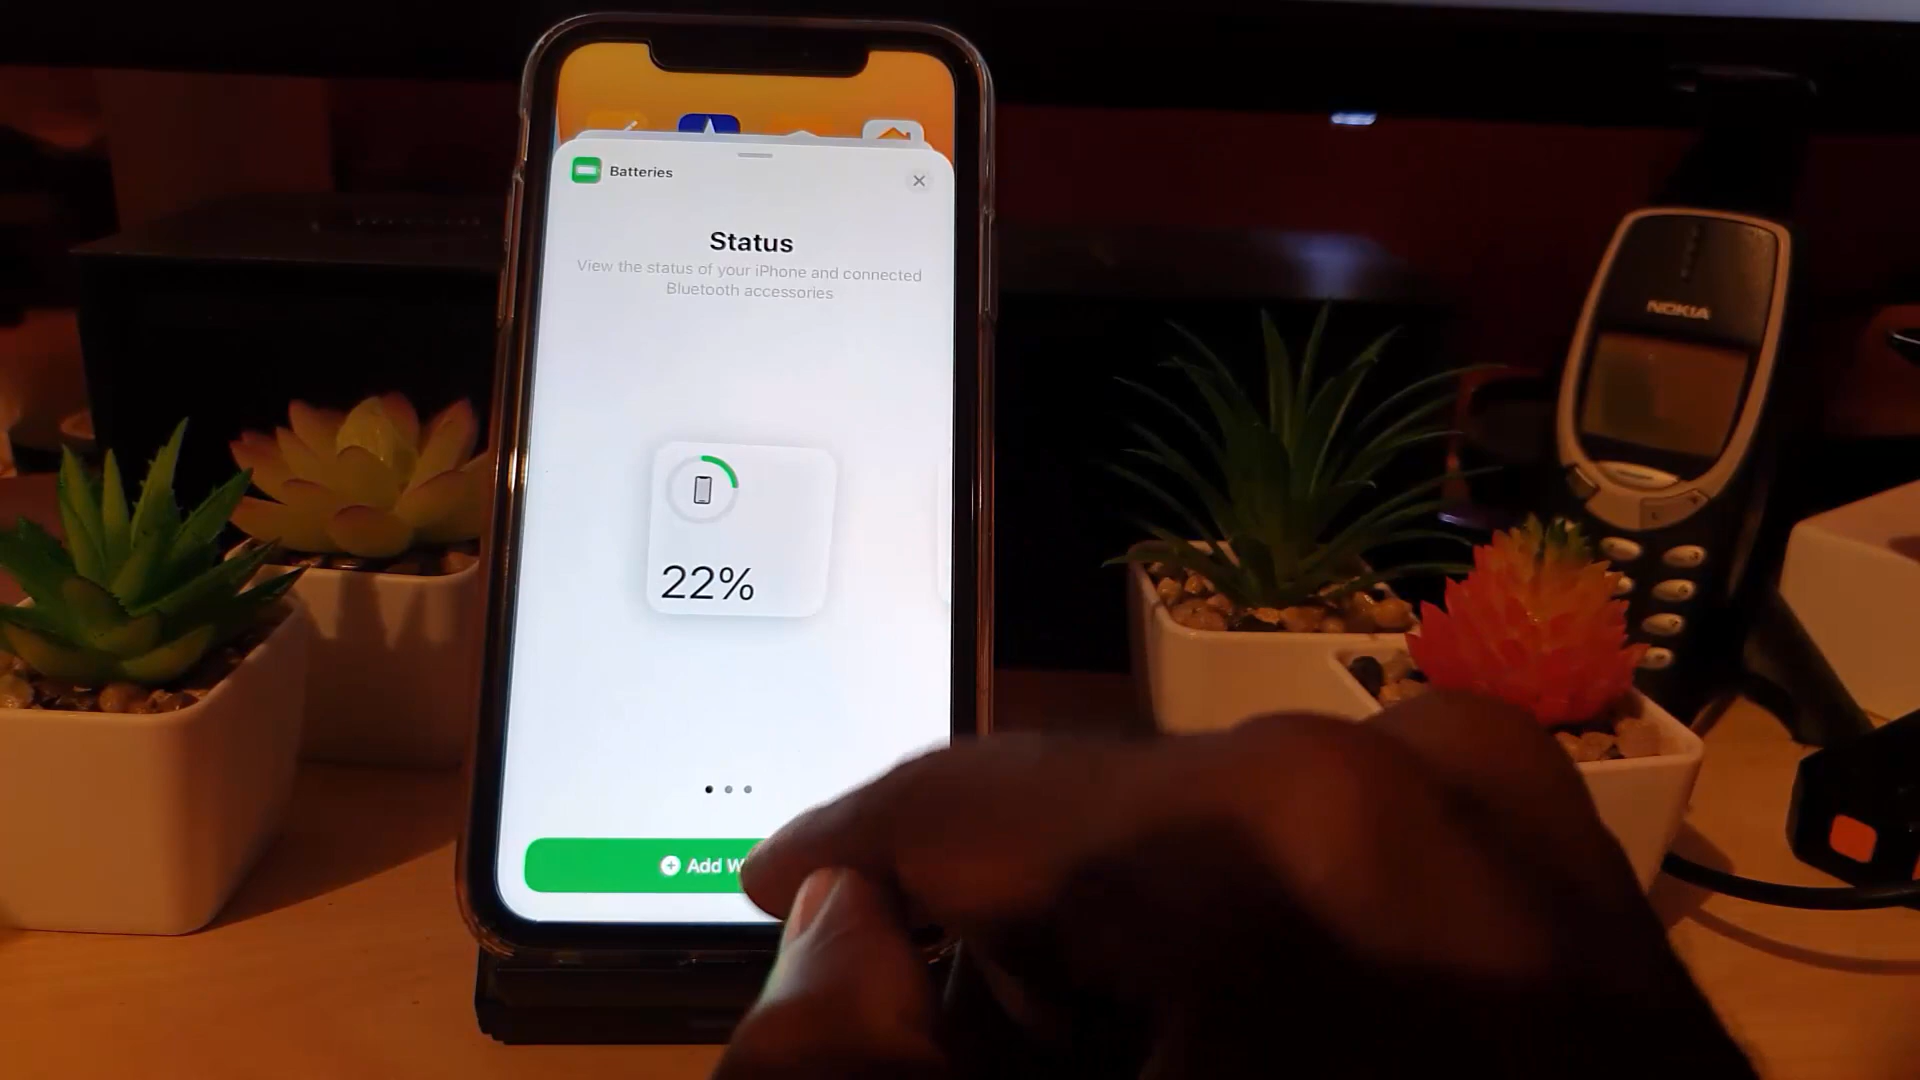 Batteries
Status
View the status of your iPhone and connected
Bluetooth accessories
22%
Add W
NOKIA